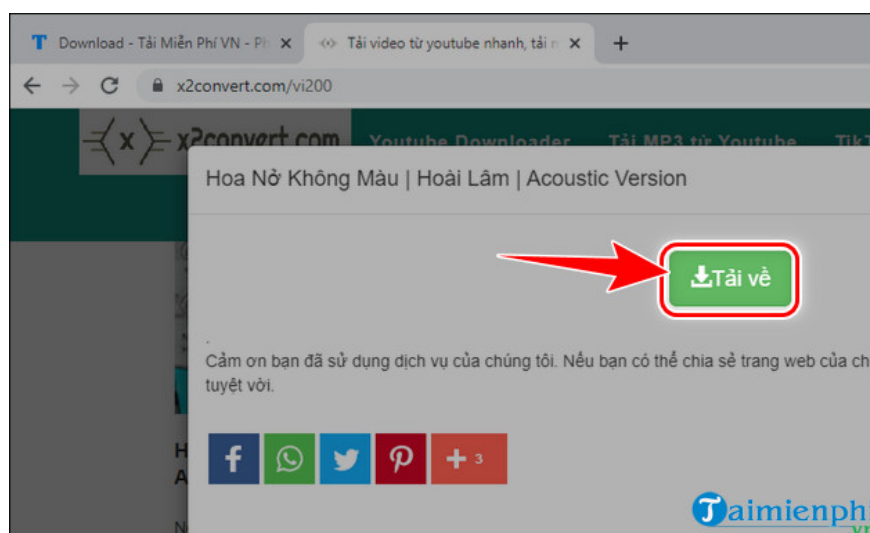 Download - Tải Miễn Phí VN - Ph
Tải video từ youtube nhanh, tải n
x2convert.com/vi200
x2convert.com
Youtube Downloader Tải MP3 từ Youtube TikT
Hoa Nở Không Màu | Hoài Lâm | Acoustic Version
Tải về
.
Cảm ơn bạn đã sử dụng dịch vụ của chúng tôi. Nếu bạn có thể chia sẻ trang web của ch
tuyệt vời.
H
A
3
N
Taimienph
.vn